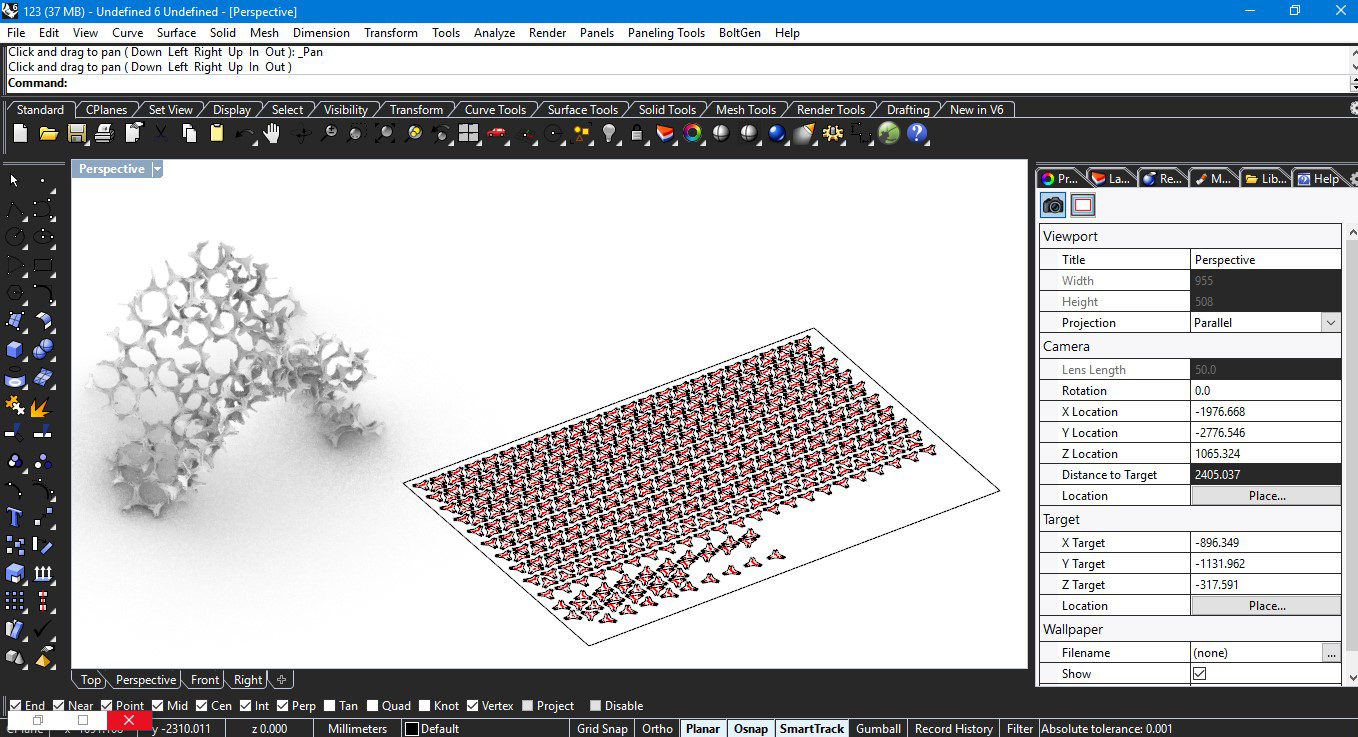 123 (37 MB) - Undefined 6 Undefined - [Perspective]
File Edit View Curve Surface Solid Mesh Dimension Transform Tools Analyze Render Panels Paneling Tools BoltGen Help
Click and drag to pan ( Down Left Right Up In Out ): _Pan
Click and drag to pan ( Down Left Right Up In Out )
Command:
Standard CPlanes Set View Display Select Visibility Transform Curve Tools Surface Tools Solid Tools Mesh Tools Render Tools Drafting New in V6
Perspective
Pr... La... Re... M... Lib... Help
Viewport
Title Perspective
Width 955
Height 508
Projection Parallel
Camera
Lens Length 50.0
Rotation 0.0
X Location -1976.668
Y Location -2776.546
Z Location 1065.324
Distance to Target 2405.037
Location Place...
Target
X Target -896.349
Y Target -1131.962
Z Target -317.591
Location Place...
Wallpaper
Filename (none) ...
Show
Top Perspective Front Right
End Near Point Mid Cen Int Perp Tan Quad Knot Vertex Project Disable
y -2310.011 z 0.000 Millimeters Default Grid Snap Ortho Planar Osnap SmartTrack Gumball Record History Filter Absolute tolerance: 0.001